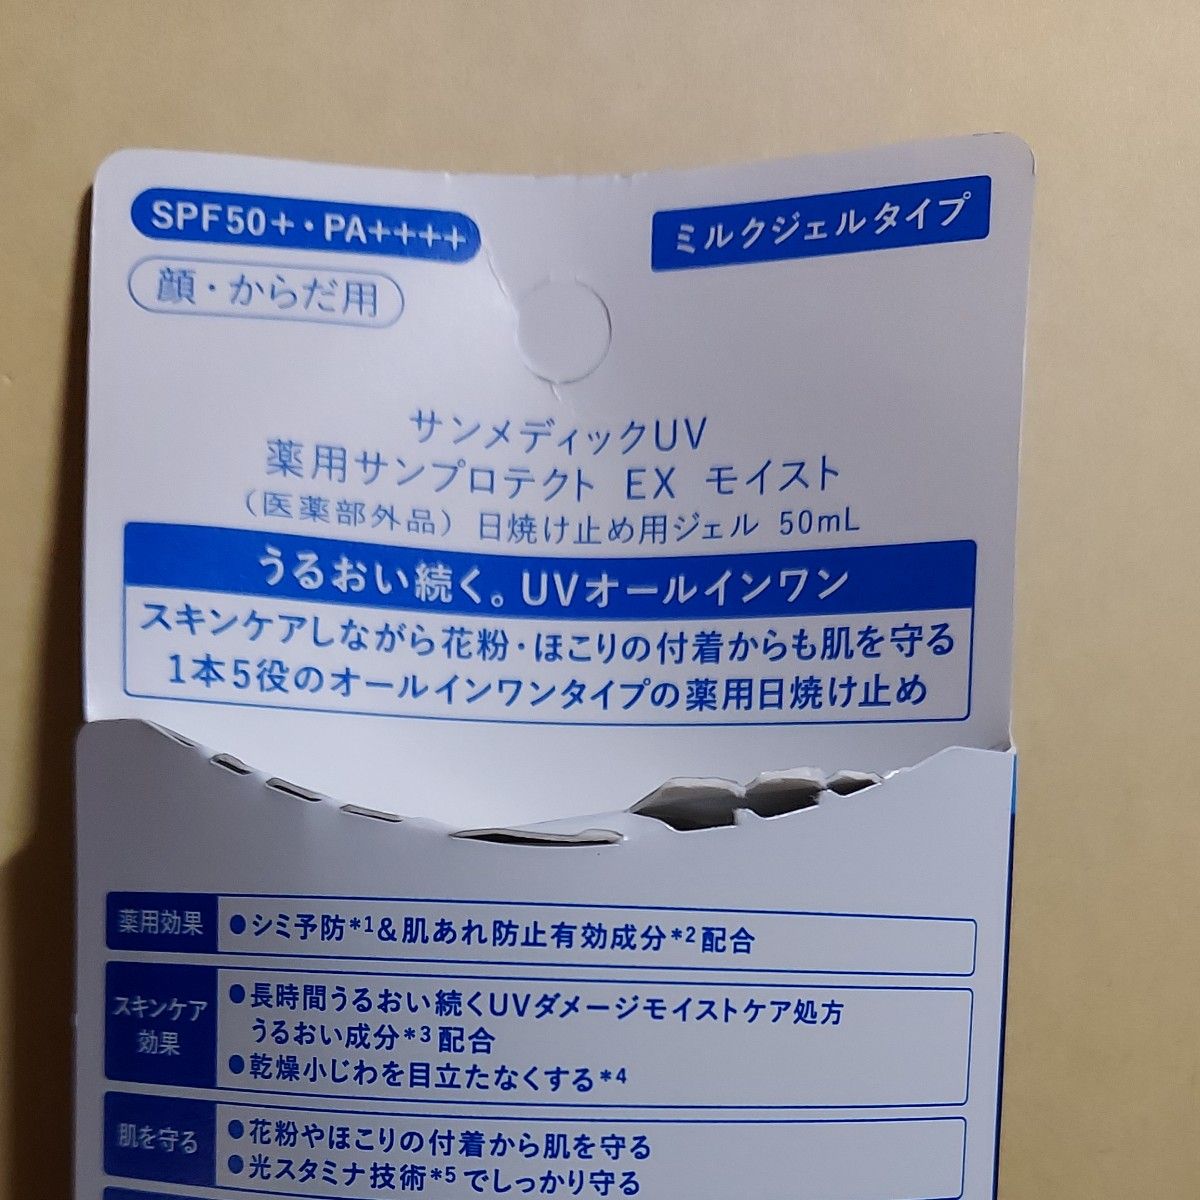 SPF50+・PA++++
ミルクジェルタイプ
顔・からだ用
サンメディックUV
薬用サンプロテクト EX モイスト
（医薬部外品）日焼け止め用ジェル 50mL
うるおい続く。UVオールインワン
スキンケアしながら花粉・ほこりの付着からも肌を守る
1本5役のオールインワンタイプの薬用日焼け止め
薬用効果
●シミ予防*1&肌あれ防止有効成分*2配合
スキンケア
効果
●長時間うるおい続くUVダメージモイストケア処方
うるおい成分*3配合
●乾燥小じわを目立たなくする*4
肌を守る
●花粉やほこりの付着から肌を守る
●光スタミナ技術*5でしっかり守る